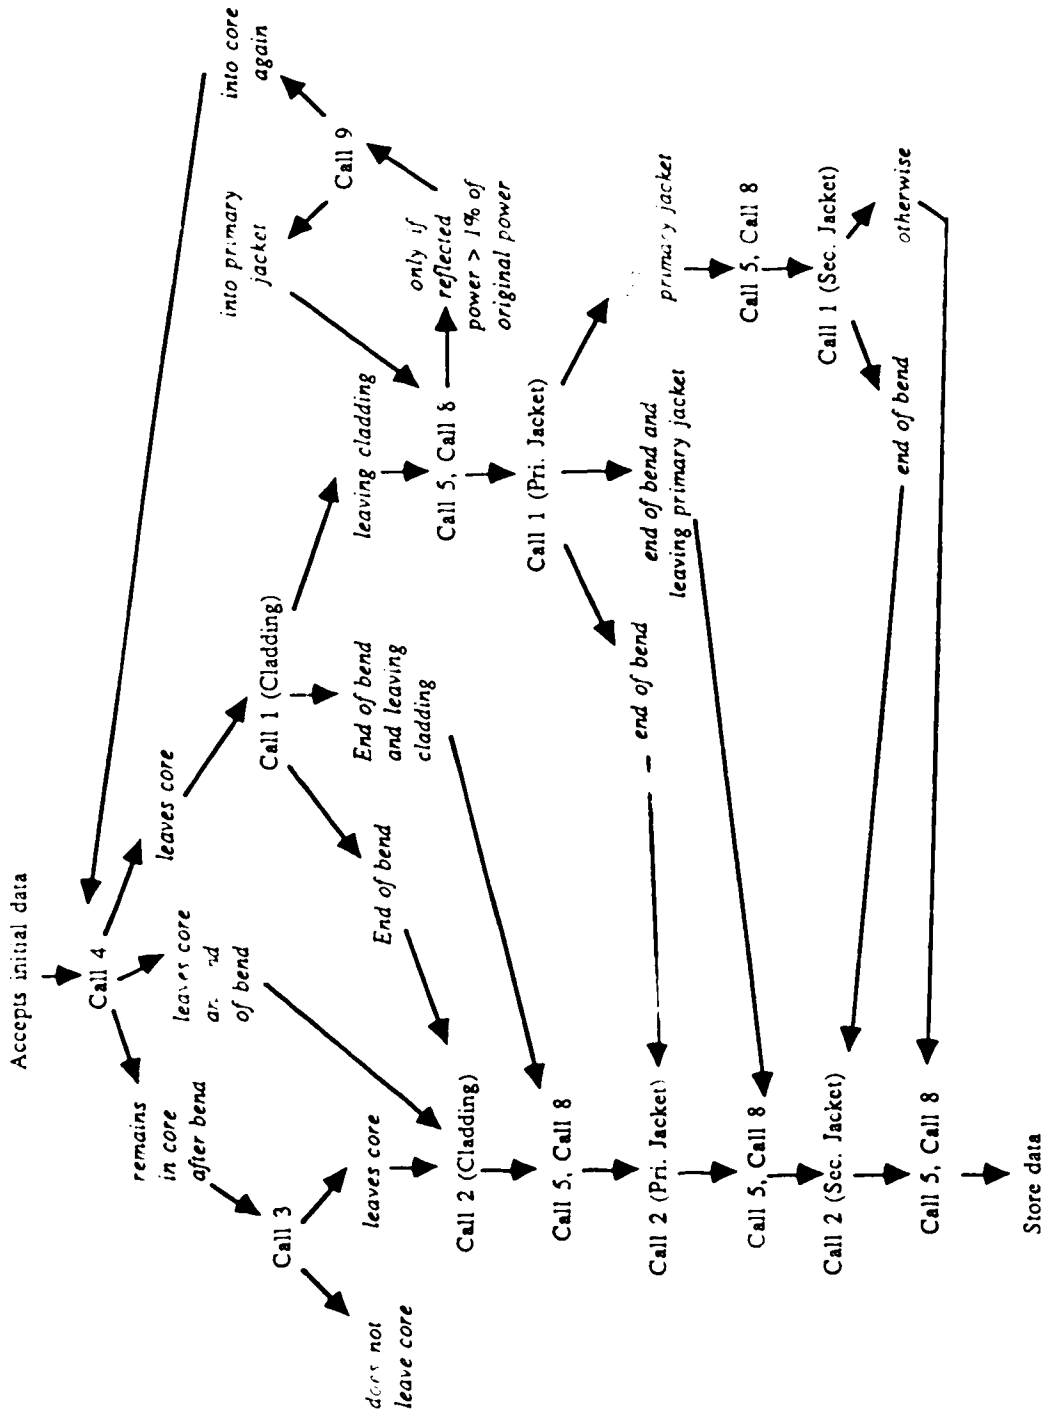 Accepts initial data
Call 4
remains
in core
after bend
leaves core
of bend
leaves core
into core
again
Call 3
Call 1 (Cladding)
into primary
jacket
Call 9
does not
leave core
leaves core
End of bend
End of bend
and leaving
cladding
leaving cladding
only if
reflected
power > 1% of
original power
Call 2 (Cladding)
Call 5, Call 8
Call 5, Call 8
Call 1 (Pri. Jacket)
Call 2 (Pri. Jacket)
end of bend
end of bend and
leaving primary jacket
primary jacket
Call 5, Call 8
Call 5, Call 8
Call 2 (Sec. Jacket)
Call 1 (Sec. Jacket)
end of bend
otherwise
Call 5, Call 8
Store data